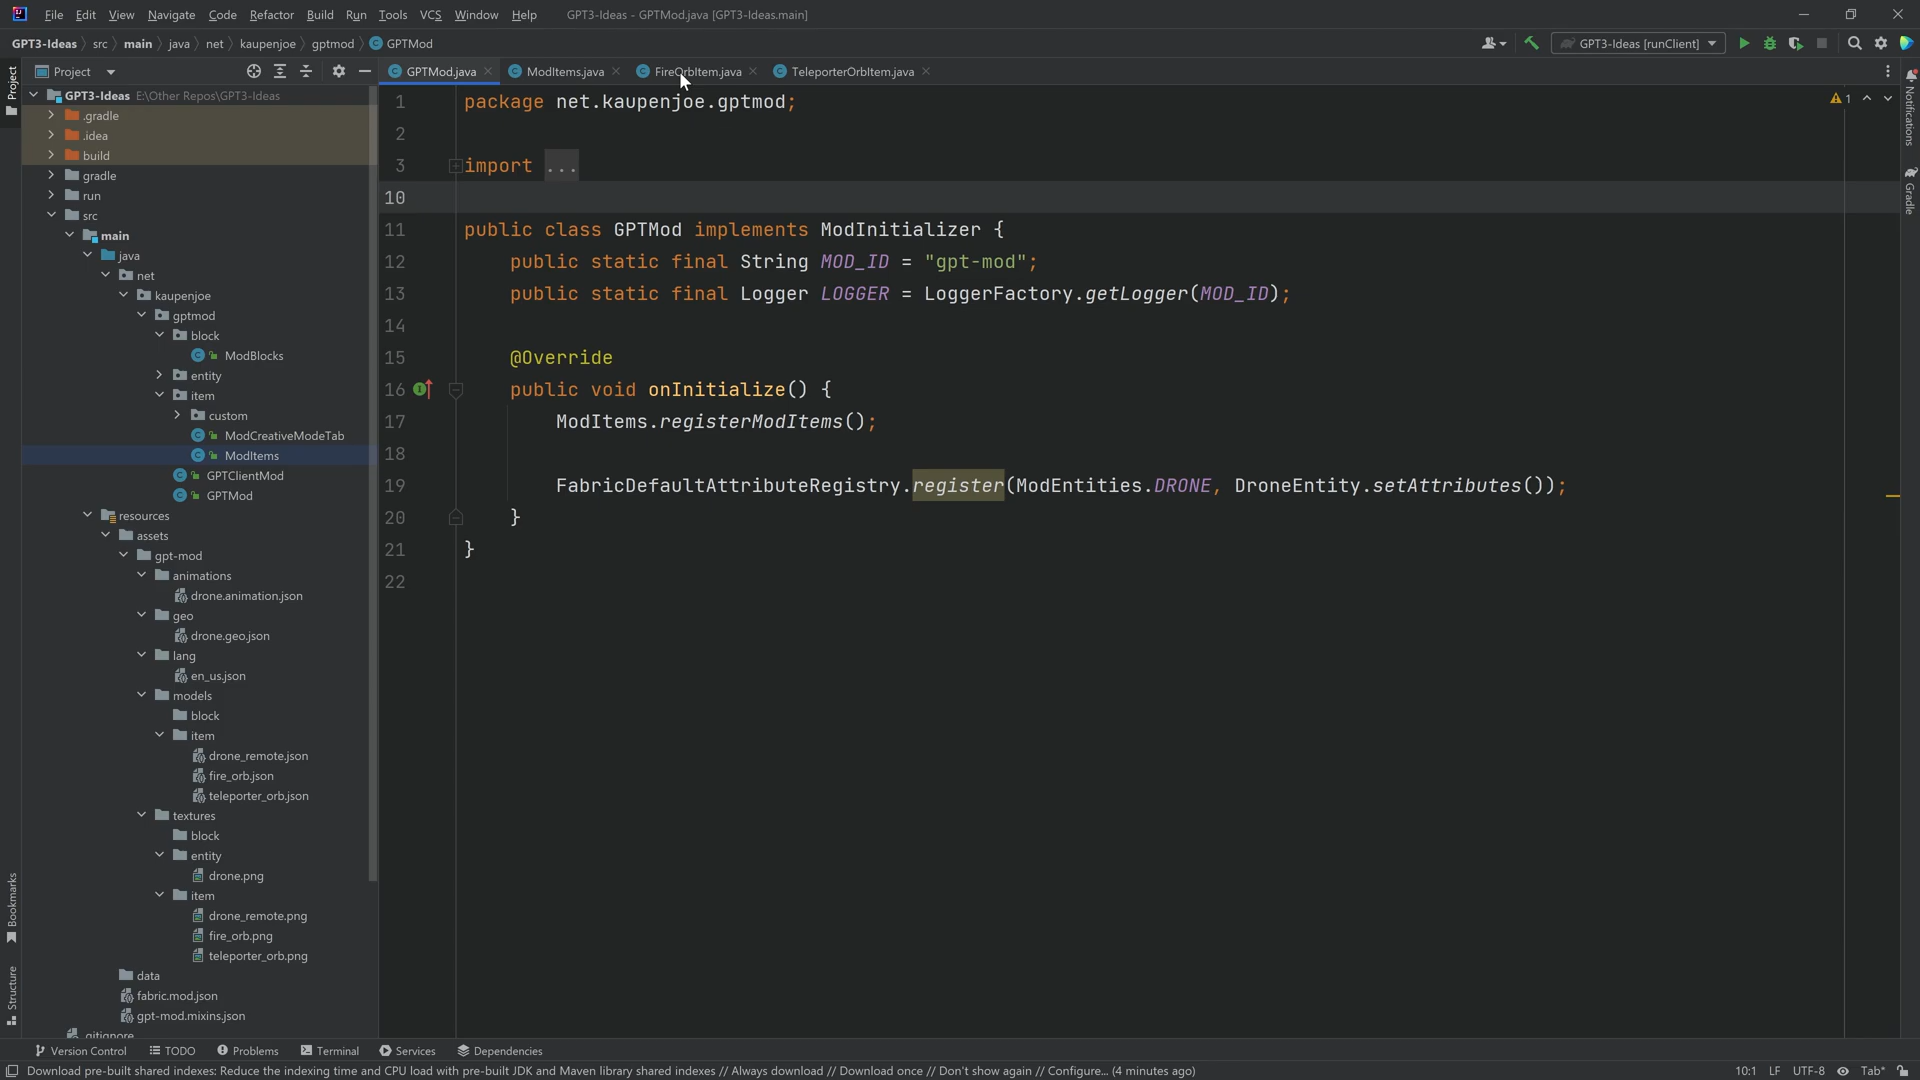 File Edit View Navigate Code Refactor Build Run Tools VCS Window Help GPT3-Ideas - GPTMod.java [GPT3-Ideas.main]
GPT3-Ideas src main java net kaupenjoe gptmod GPTMod GPT3-Ideas [runClient]
Project
GPTMod.java ModItems.java FireOrbItem.java TeleporterOrbItem.java
Project
Notifications
Gradle
Bookmarks
Structure
GPT3-Ideas E:\Other Repos\GPT3-Ideas
.gradle
.idea
build
gradle
run
src
main
java
net
kaupenjoe
gptmod
block
ModBlocks
entity
item
custom
ModCreativeModeTab
ModItems
GPTClientMod
GPTMod
resources
assets
gpt-mod
animations
drone.animation.json
geo
drone.geo.json
lang
en_us.json
models
block
item
drone_remote.json
fire_orb.json
teleporter_orb.json
textures
block
entity
drone.png
item
drone_remote.png
fire_orb.png
teleporter_orb.png
data
fabric.mod.json
gpt-mod.mixins.json
.gitignore
1 package net.kaupenjoe.gptmod;
2
3 import ...
10
11 public class GPTMod implements ModInitializer {
12 public static final String MOD_ID = "gpt-mod";
13 public static final Logger LOGGER = LoggerFactory.getLogger(MOD_ID);
14
15 @Override
16 public void onInitialize() {
17 ModItems.registerModItems();
18
19 FabricDefaultAttributeRegistry.register(ModEntities.DRONE, DroneEntity.setAttributes());
20 }
21 }
22
1
Version Control TODO Problems Terminal Services Dependencies
Download pre-built shared indexes: Reduce the indexing time and CPU load with pre-built JDK and Maven library shared indexes // Always download // Download once // Don't show again // Configure... (4 minutes ago) 10:1 LF UTF-8 Tab*